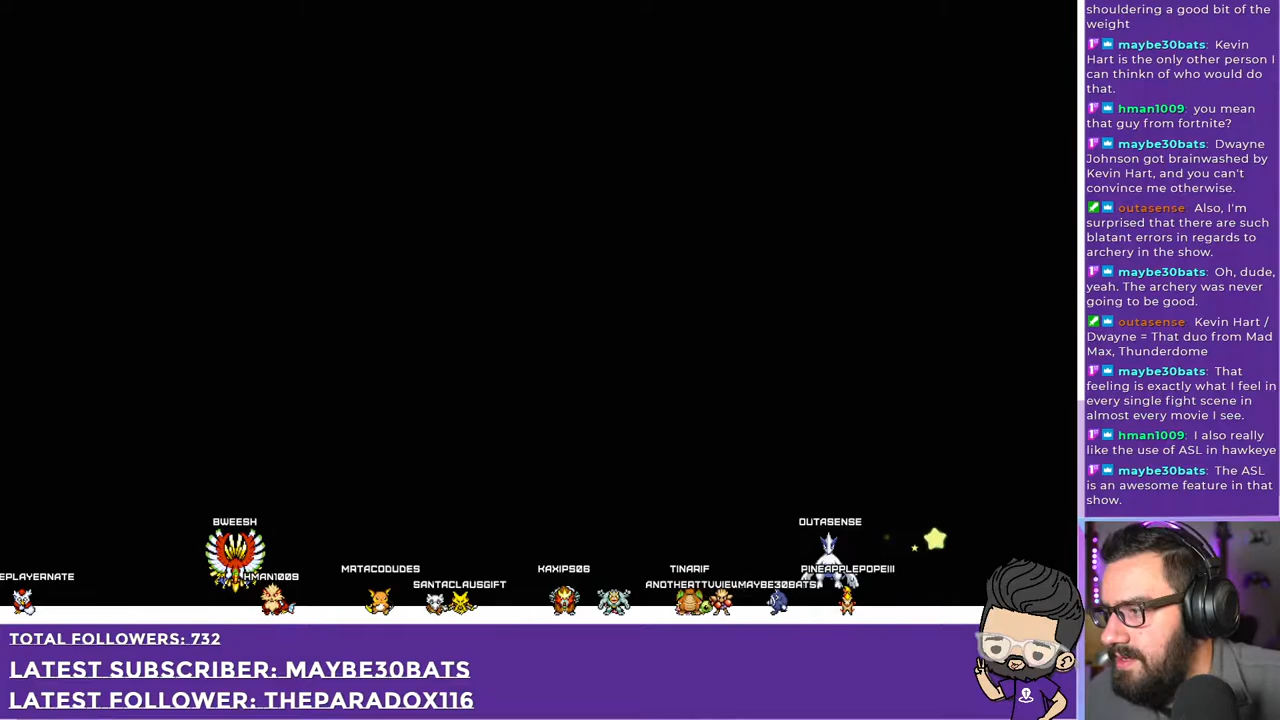 shouldering a good bit of the
weight
maybe30bats: Kevin
Hart is the only other person I
can thinkn of who would do
that.
hman1009: you mean
that guy from fortnite?
maybe30bats: Dwayne
Johnson got brainwashed by
Kevin Hart, and you can't
convince me otherwise.
outasense: Also, I'm
surprised that there are such
blatant errors in regards to
archery in the show.
maybe30bats: Oh, dude,
yeah. The archery was never
going to be good.
outasense: Kevin Hart /
Dwayne = That duo from Mad
Max, Thunderdome
maybe30bats: That
feeling is exactly what I feel in
every single fight scene in
almost every movie I see.
hman1009: I also really
like the use of ASL in hawkeye
maybe30bats: The ASL
is an awesome feature in that
show.
BWEESH
OUTASENSE
EPLAYERNATE
HMAN1009
MRTACODUDES
SANTACLAUSGIFT
KAXIPS06
TINARIF
MAYBE30BATS
PINEAPPLEPOPEIII
TOTAL FOLLOWERS: 732
LATEST SUBSCRIBER: MAYBE30BATS
LATEST FOLLOWER: THEPARADOX116